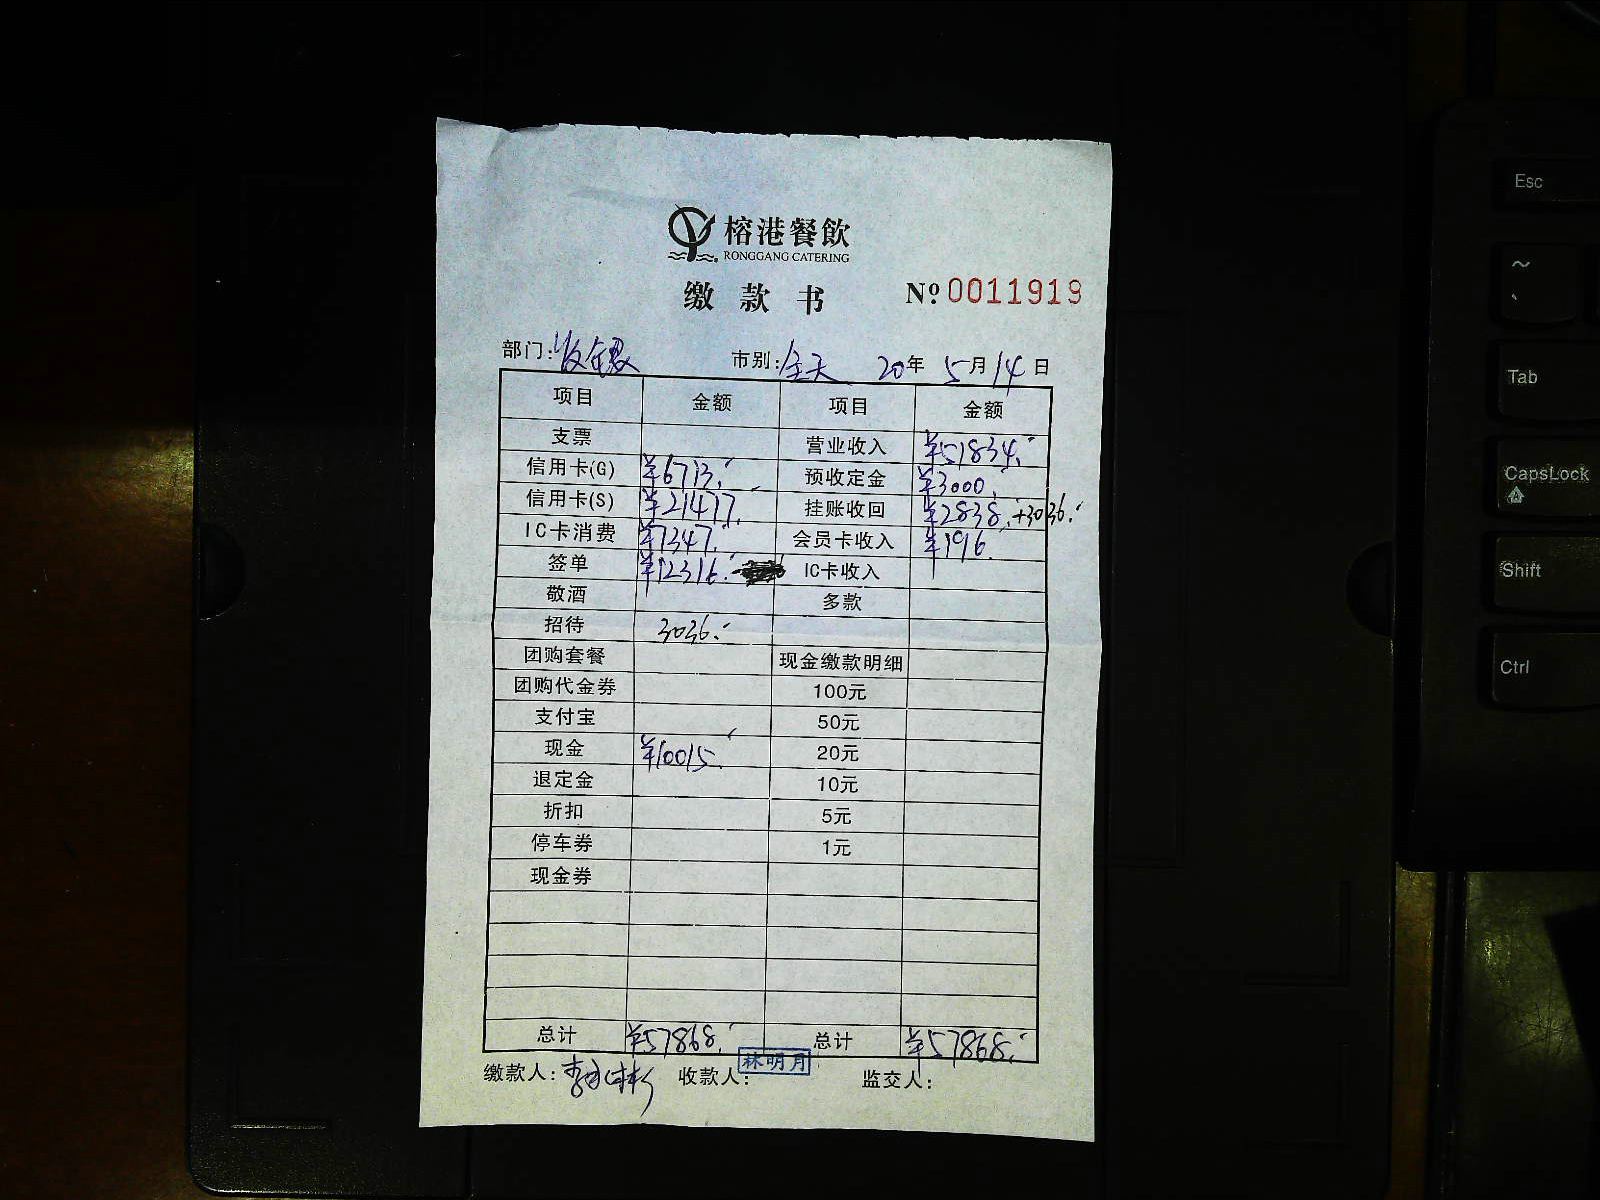 榕港餐飲
RONGGANG CATERING
缴款书 № 0011919
部门:收银 市别:全天 20年 5月 14日
项目 金额 项目 金额
支票 营业收入 ¥51834.-
信用卡(G) ¥6713.- 预收定金 ¥3000.-
信用卡(S) ¥21477.- 挂账收回 ¥2838.+3036.-
IC卡消费 ¥7347.- 会员卡收入 ¥196.
签单 ¥12316.- IC卡收入
敬酒 多款
招待 3036.-
团购套餐 现金缴款明细
团购代金券 100元
支付宝 50元
现金 ¥10015.- 20元
退定金 10元
折扣 5元
停车券 1元
现金券
总计 ¥57868.- 总计 ¥57868.-
缴款人: 收款人: 林明月 监交人:
Esc
~
Tab
CapsLock
Shift
Ctrl